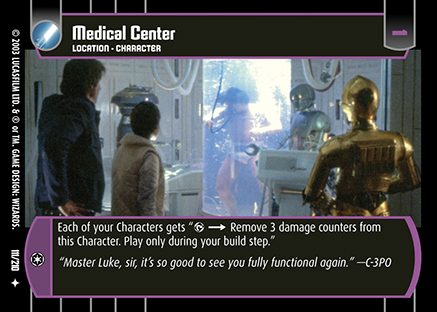 Medical Center
LOCATION - CHARACTER
1
© 2003 LUCASFILM LTD. & ® or TM. GAME DESIGN: WIZARDS.
Each of your Characters gets “ → Remove 3 damage counters from
this Character. Play only during your build step.”
“Master Luke, sir, it’s so good to see you fully functional again.” —C-3PO